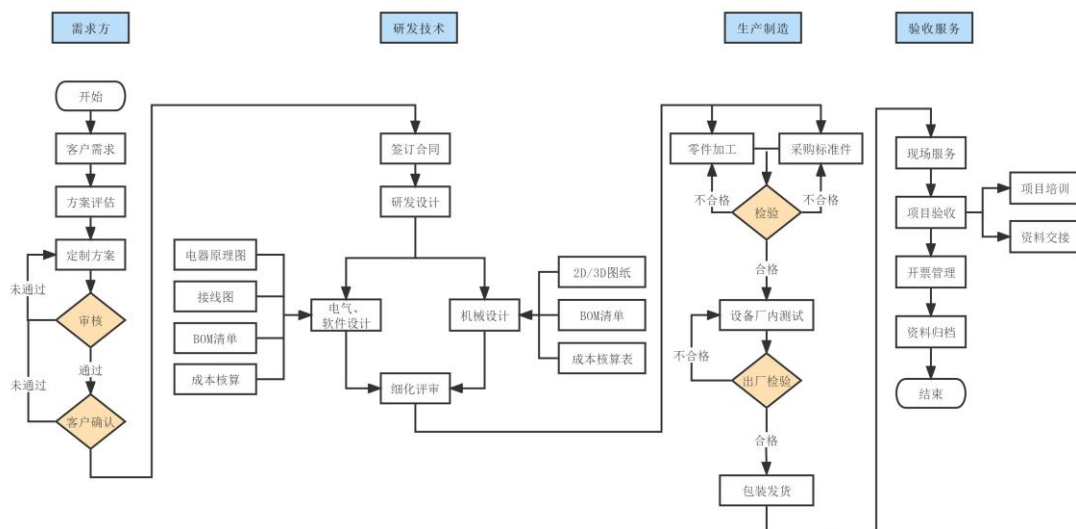 需求方
研发技术
生产制造
验收服务
开始
客户需求
方案评估
定制方案
未通过
审核
通过
未通过
客户确认
签订合同
研发设计
电器原理图
接线图
BOM清单
成本核算
电气、
软件设计
机械设计
2D/3D图纸
BOM清单
成本核算表
细化评审
零件加工
采购标准件
不合格
检验
不合格
合格
设备厂内测试
不合格
出厂检验
合格
包装发货
现场服务
项目验收
项目培训
资料交接
开票管理
资料归档
结束